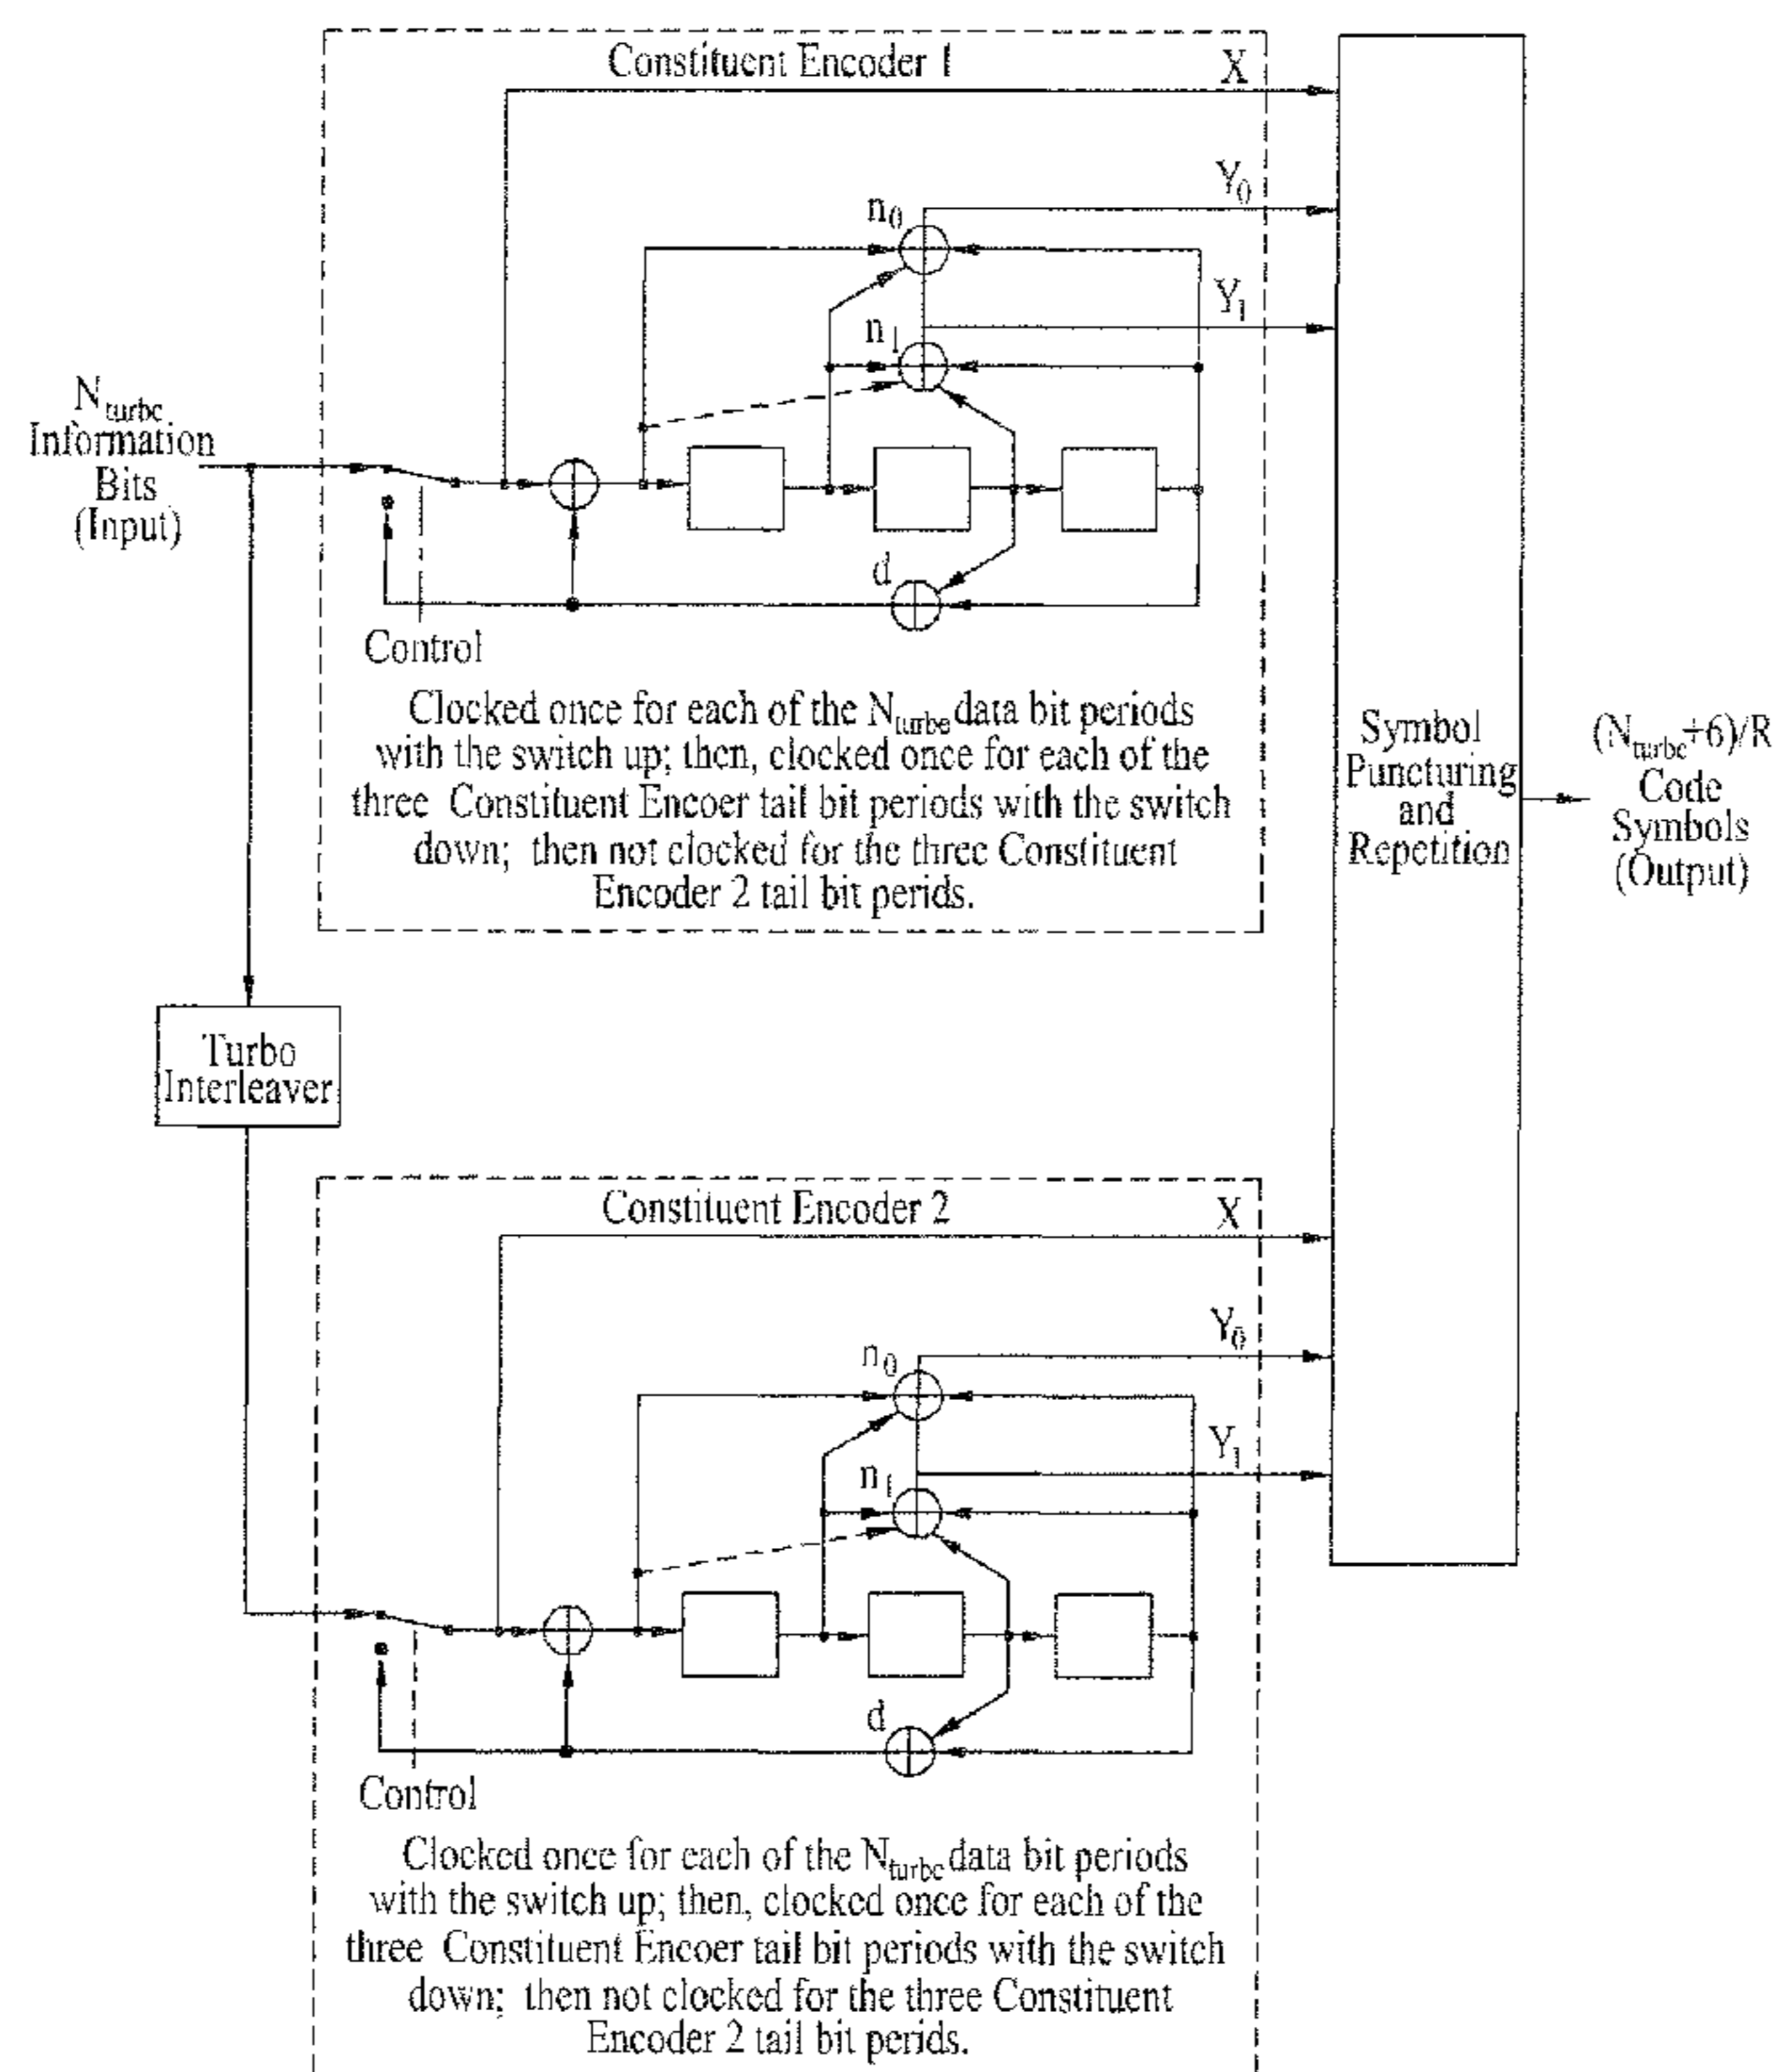 Constituent Encoder 1
X
Y0
n0
Y1
n1
Nturbc
Information
Bits
(Input)
d
Control
Clocked once for each of the Nturbe data bit periods
with the switch up; then, clocked once for each of the
three Constituent Encoer tail bit periods with the switch
down; then not clocked for the three Constituent
Encoder 2 tail bit perids.
Symbol
Puncturing
and
Repetition
(Nturbc+6)/R
Code
Symbols
(Output)
Turbo
Interleaver
Constituent Encoder 2
X
Y0
n0
Y1
n1
d
Control
Clocked once for each of the Nturbc data bit periods
with the switch up; then, clocked once for each of the
three Constituent Encoer tail bit periods with the switch
down; then not clocked for the three Constituent
Encoder 2 tail bit perids.